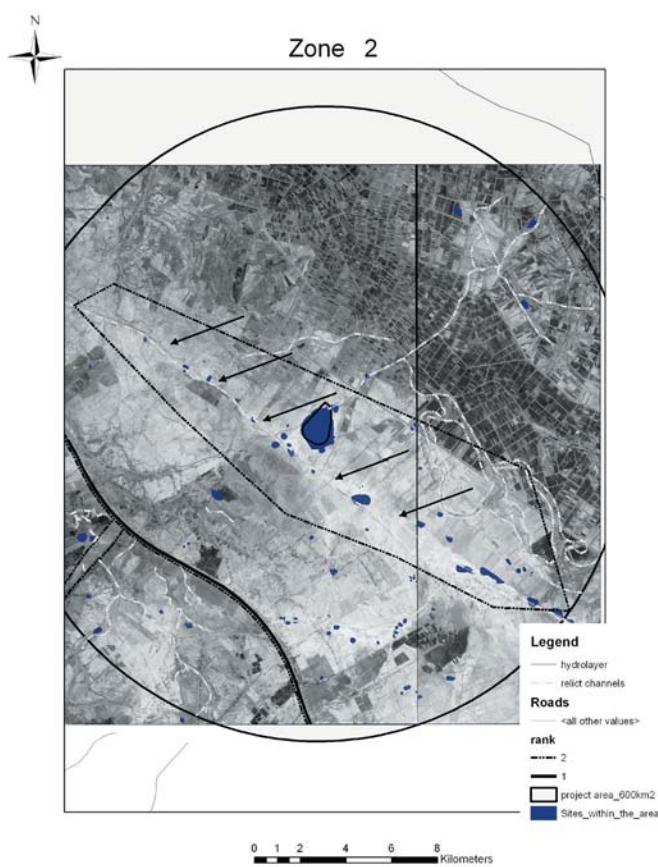 N
Zone 2
Legend
hydrolayer
relict channels
Roads
<all other values>
rank
2
1
project area_600km2
Sites_within_the_area
0 1 2 4 6 8
Kilometers